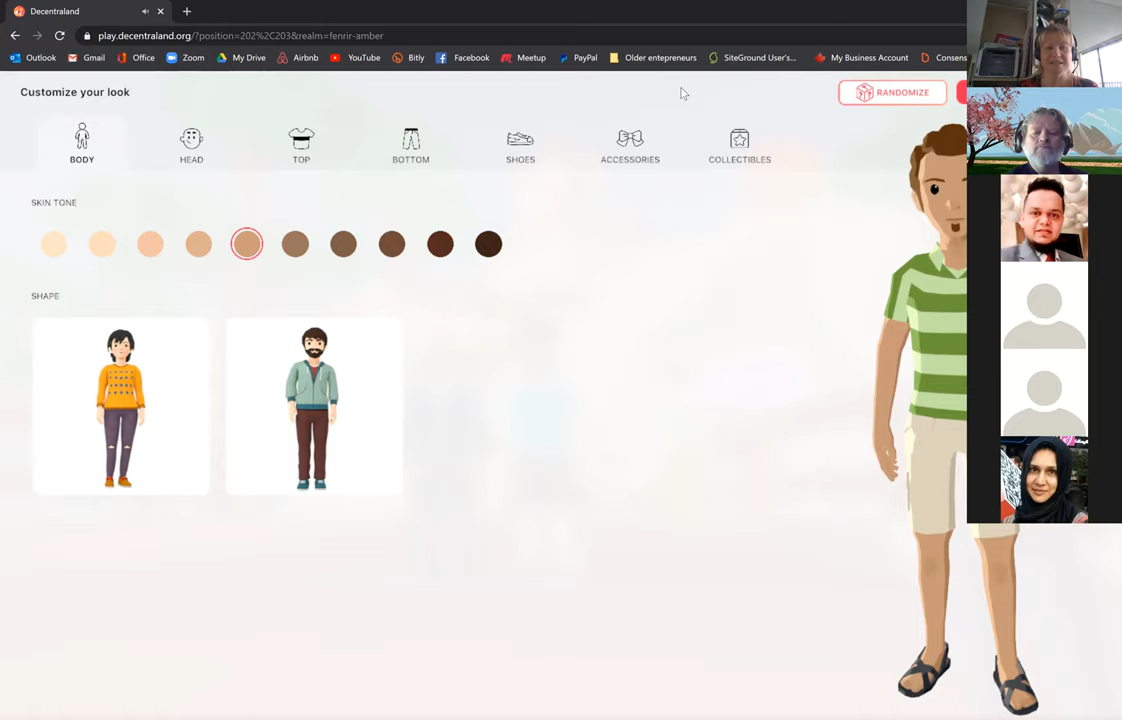 Decentraland
play.decentraland.org/?position=202%2C203&realm=fenrir-amber
Outlook Gmail Office Zoom My Drive Airbnb YouTube Bitly Facebook Meetup PayPal Older entepreneurs SiteGround User's... My Business Account Consens
Customize your look
RANDOMIZE
BODY HEAD TOP BOTTOM SHOES ACCESSORIES COLLECTIBLES
SKIN TONE
SHAPE